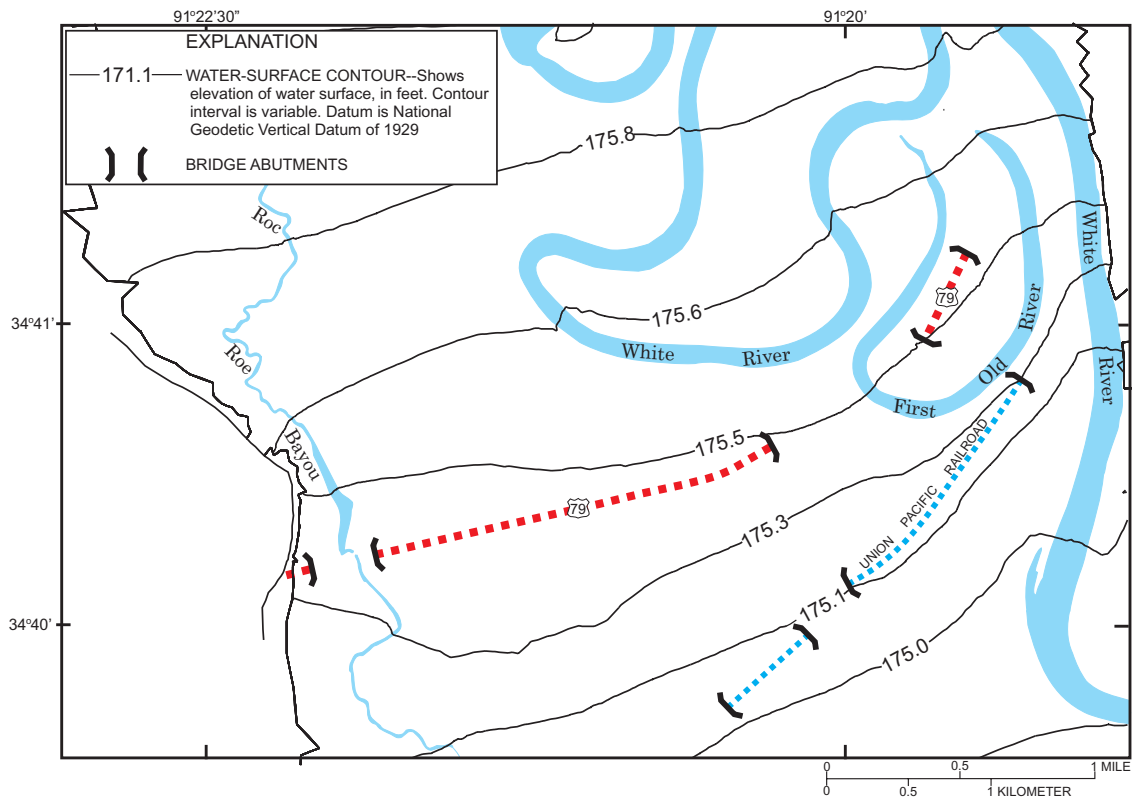 91°22'30"
91°20'
EXPLANATION
171.1
WATER-SURFACE CONTOUR--Shows
elevation of water surface, in feet. Contour
interval is variable. Datum is National
Geodetic Vertical Datum of 1929
BRIDGE ABUTMENTS
175.8
Roc
White
79
34°41'
175.6
River
Roe
White
River
River
Old
First
Bayou
175.5
79
UNION PACIFIC RAILROAD
175.3
175.1
34°40'
175.0
0
0.5
1 MILE
0
0.5
1 KILOMETER